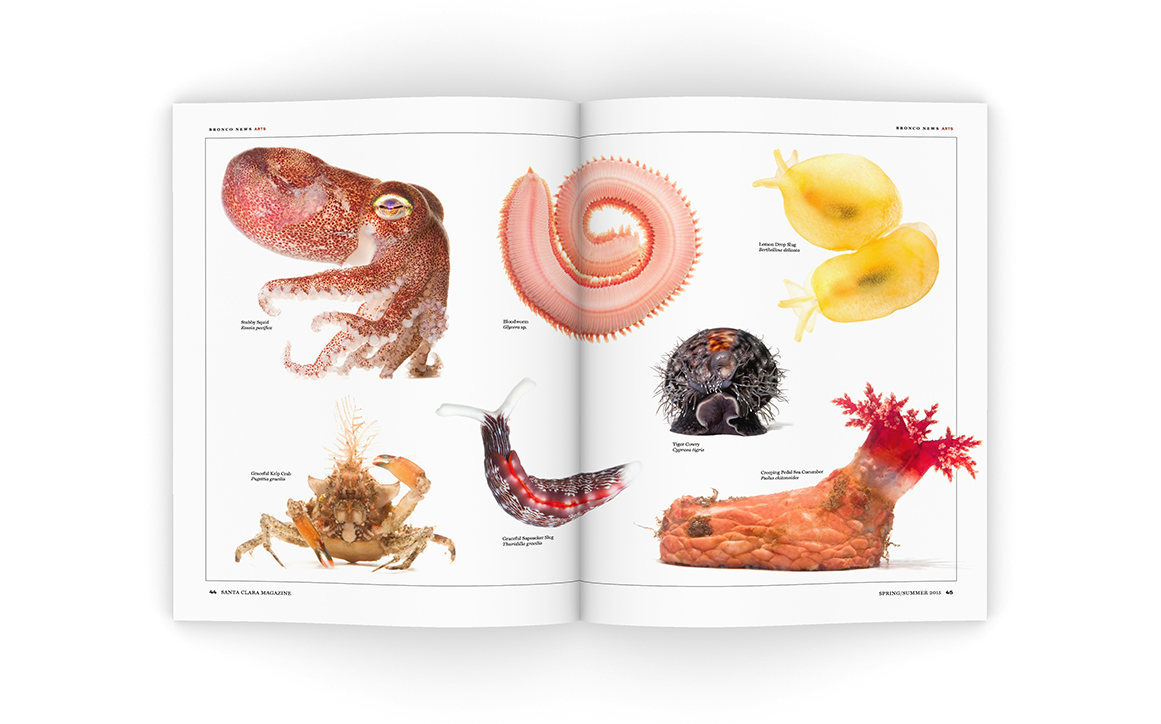 BRONCO NEWS ARTS
BRONCO NEWS ARTS
Stubby Squid
Rossia pacifica
Bloodworm
Glycera sp.
Lemon Drop Slug
Berthellina delicata
Tiger Cowry
Cypraea tigris
Graceful Kelp Crab
Pugettia gracilis
Graceful Sapsucker Slug
Thuridilla gracilis
Creeping Pedal Sea Cucumber
Psolus chitonoides
44 SANTA CLARA MAGAZINE
SPRING/SUMMER 2013 45